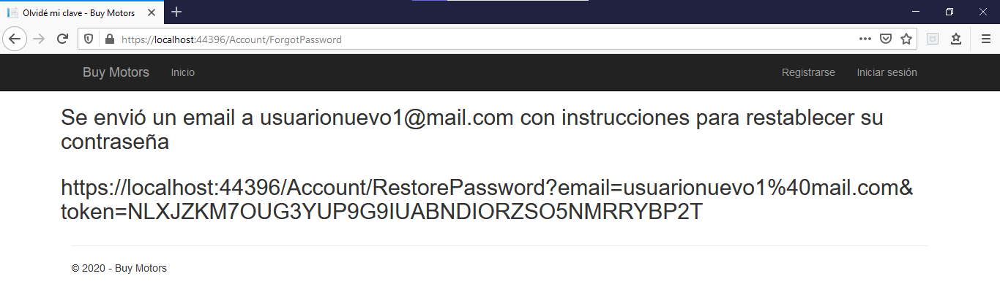 Olvidé mi clave - Buy Motors
https://localhost:44396/Account/ForgotPassword
Buy Motors
Inicio
Registrarse
Iniciar sesión
Se envió un email a usuarionuevo1@mail.com con instrucciones para restablecer su
contraseña
https://localhost:44396/Account/RestorePassword?email=usuarionuevo1%40mail.com&
token=NLXJZKM7OUG3YUP9G9IUABNDIORZSO5NMRRYBP2T
© 2020 - Buy Motors